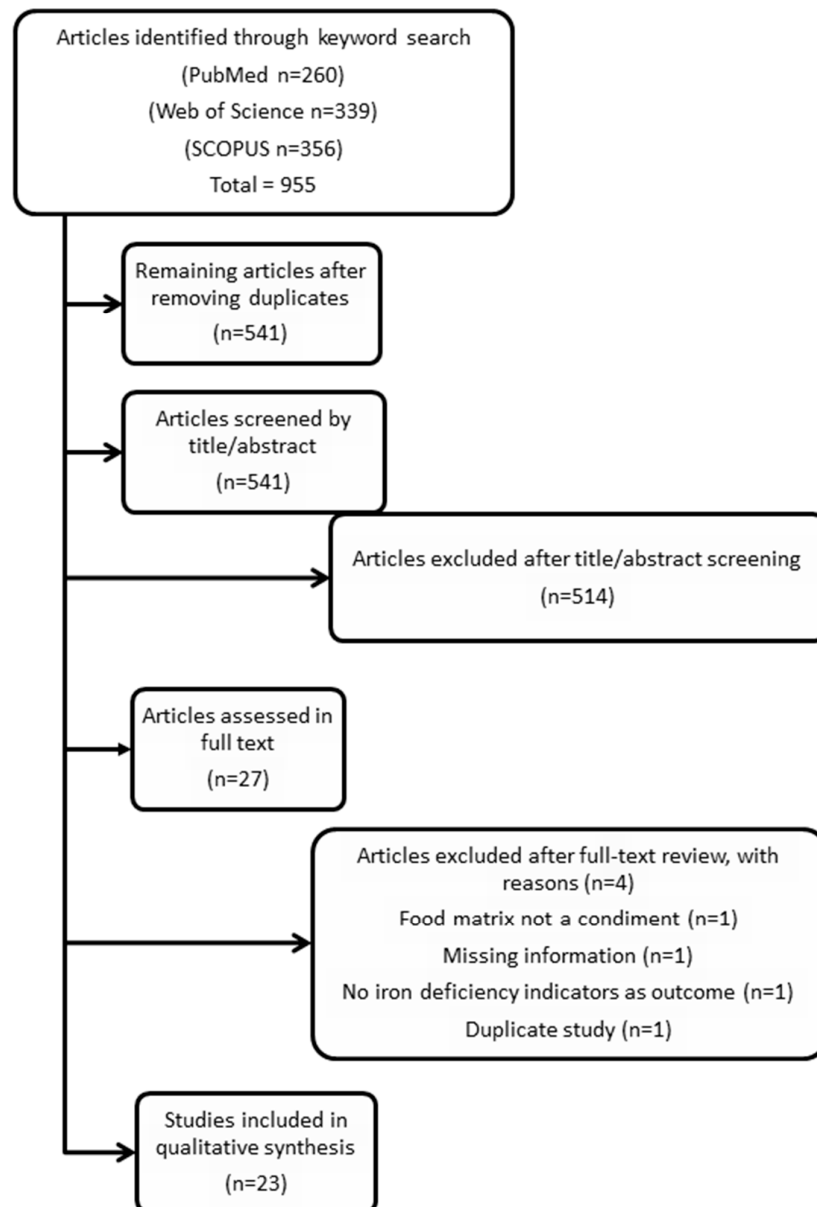 Articles identified through keyword search
(PubMed n=260)
(Web of Science n=339)
(SCOPUS n=356)
Total = 955
Remaining articles after
removing duplicates
(n=541)
Articles screened by
title/abstract
(n=541)
Articles excluded after title/abstract screening
(n=514)
Articles assessed in
full text
(n=27)
Articles excluded after full-text review, with
reasons (n=4)
Food matrix not a condiment (n=1)
Missing information (n=1)
No iron deficiency indicators as outcome (n=1)
Duplicate study (n=1)
Studies included in
qualitative synthesis
(n=23)